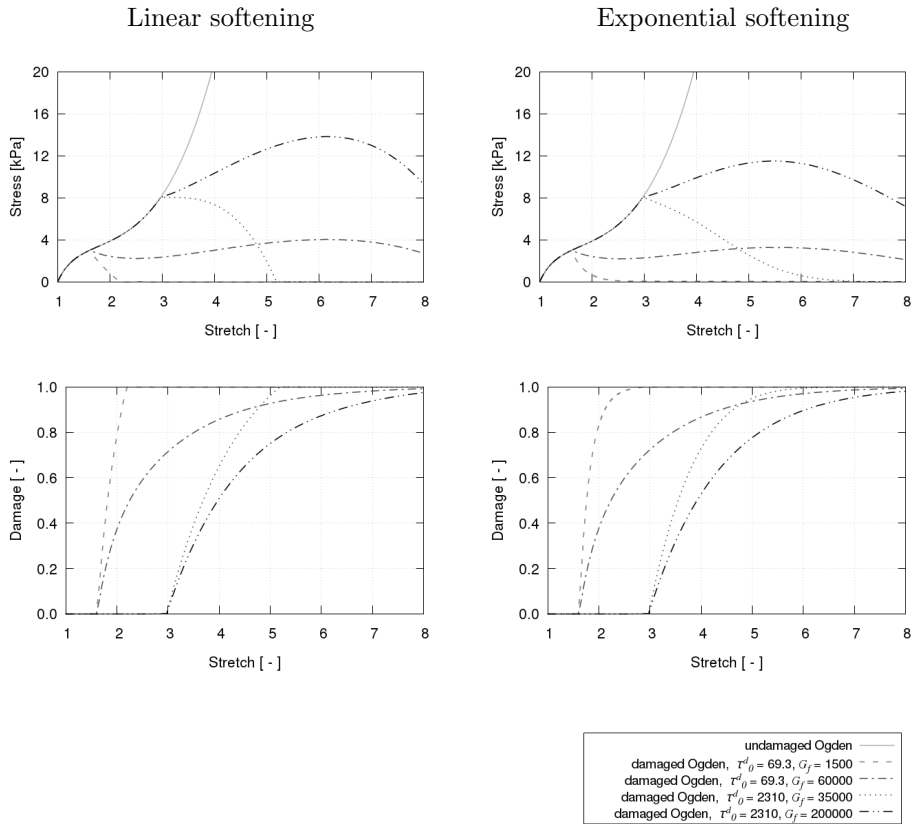 Linear softening
Exponential softening
20
16
12
8
4
0
Stress [kPa]
1 2 3 4 5 6 7 8
Stretch [ - ]
20
16
12
8
4
0
Stress [kPa]
1 2 3 4 5 6 7 8
Stretch [ - ]
1.0
0.8
0.6
0.4
0.2
0.0
Damage [ - ]
1 2 3 4 5 6 7 8
Stretch [ - ]
1.0
0.8
0.6
0.4
0.2
0.0
Damage [ - ]
1 2 3 4 5 6 7 8
Stretch [ - ]
undamaged Ogden
damaged Ogden, τᵈ₀ = 69.3, G_f = 1500
damaged Ogden, τᵈ₀ = 69.3, G_f = 60000
damaged Ogden, τᵈ₀ = 2310, G_f = 35000
damaged Ogden, τᵈ₀ = 2310, G_f = 200000